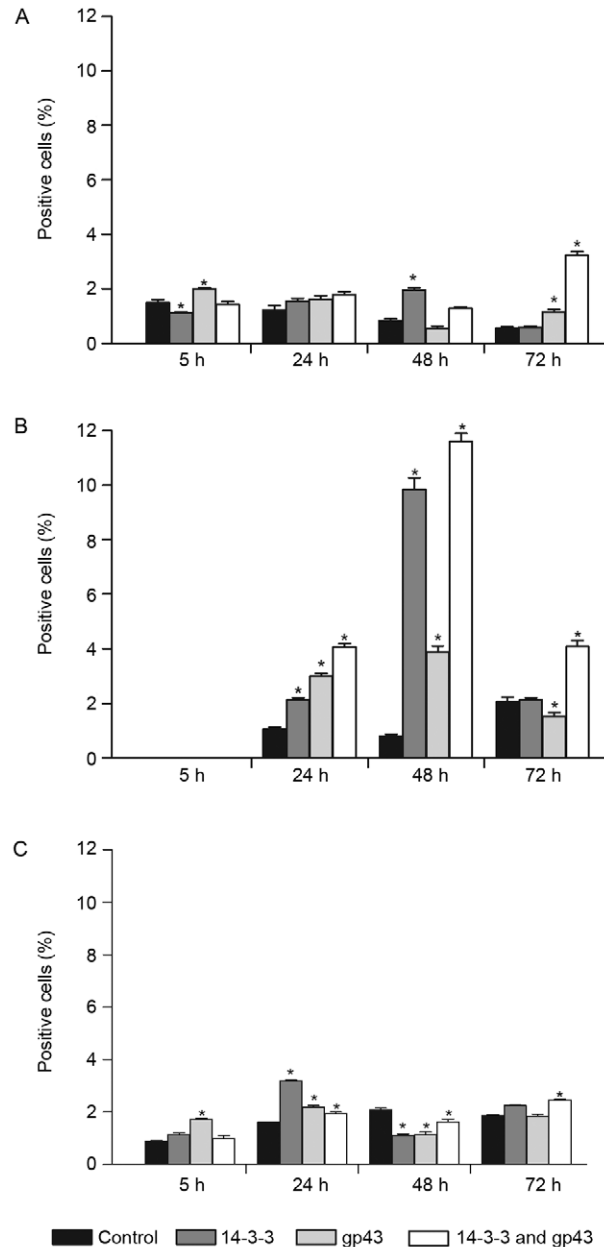 A
Positive cells (%)
12
10
8
6
4
2
0
* * * * *
5 h 24 h 48 h 72 h
B
Positive cells (%)
12
10
8
6
4
2
0
* * * * * * * *
5 h 24 h 48 h 72 h
C
Positive cells (%)
12
10
8
6
4
2
0
* * * * * * * *
5 h 24 h 48 h 72 h
Control 14-3-3 gp43 14-3-3 and gp43